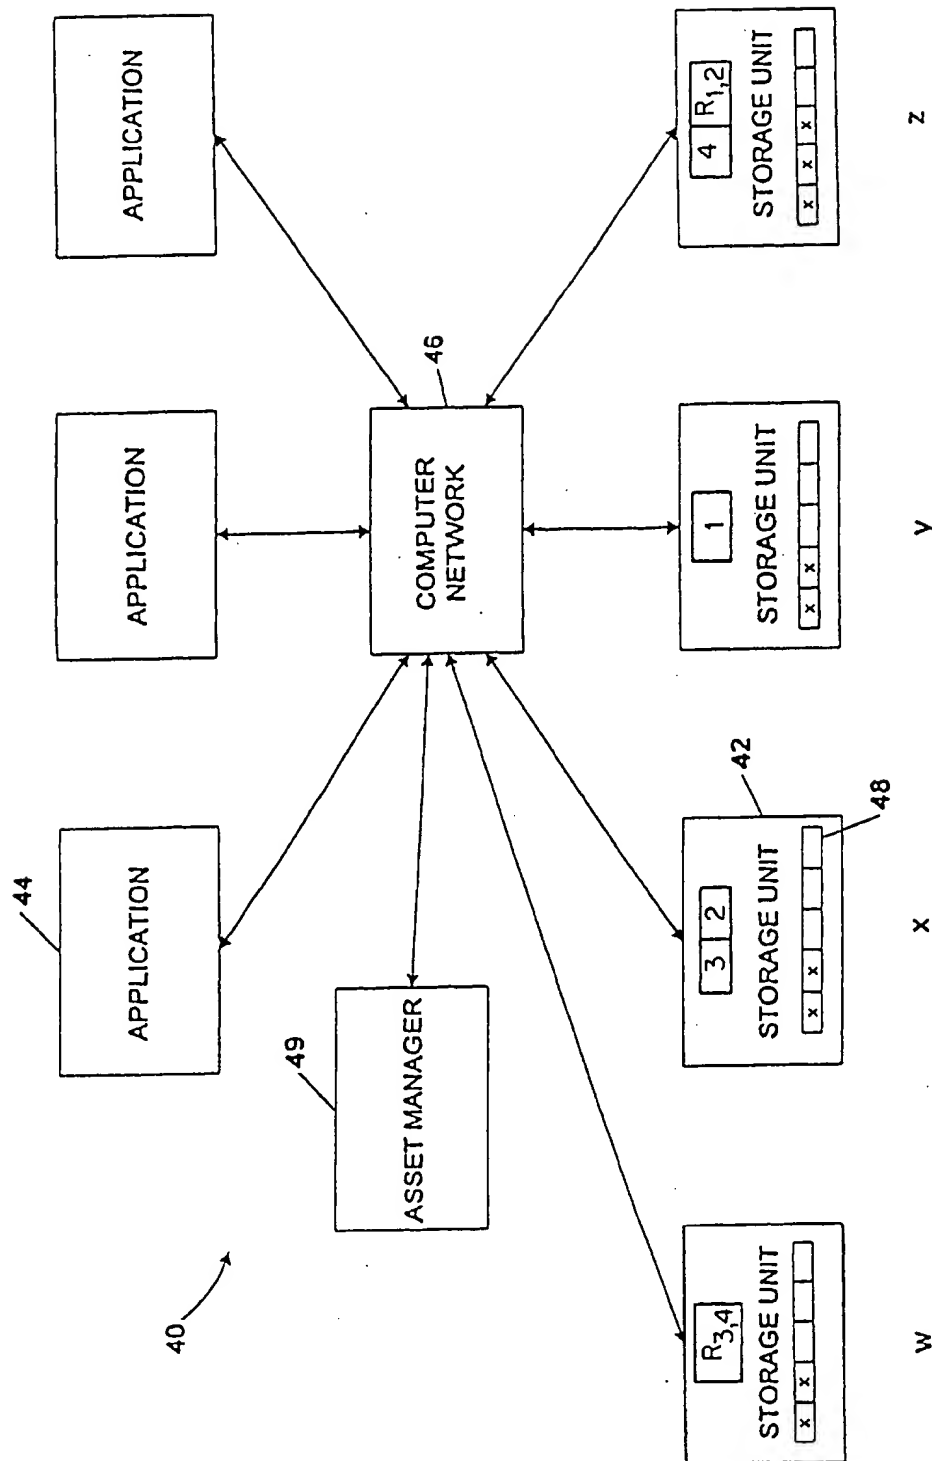 44
APPLICATION
APPLICATION
APPLICATION
40
49
ASSET MANAGER
COMPUTER
NETWORK
46
R3,4
STORAGE UNIT
x x
w
3 2
STORAGE UNIT
x x
42
48
x
1
STORAGE UNIT
x x
y
4 R1,2
STORAGE UNIT
x x x
z